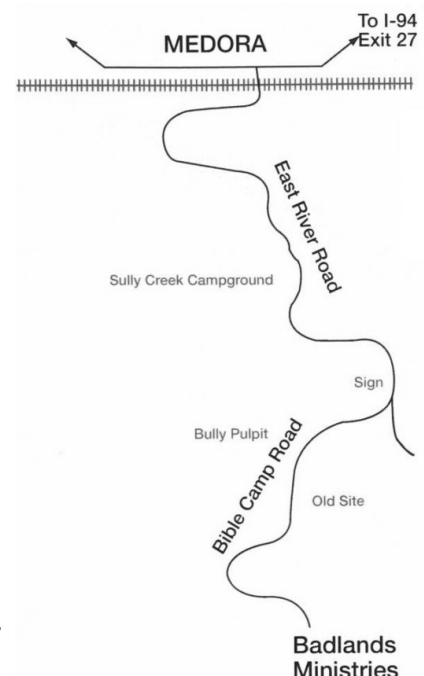 To I-94
MEDORA
Exit 27
East River Road
Sully Creek Campground
Sign
Bully Pulpit
Bible Camp Road
Old Site
Badlands
Ministries